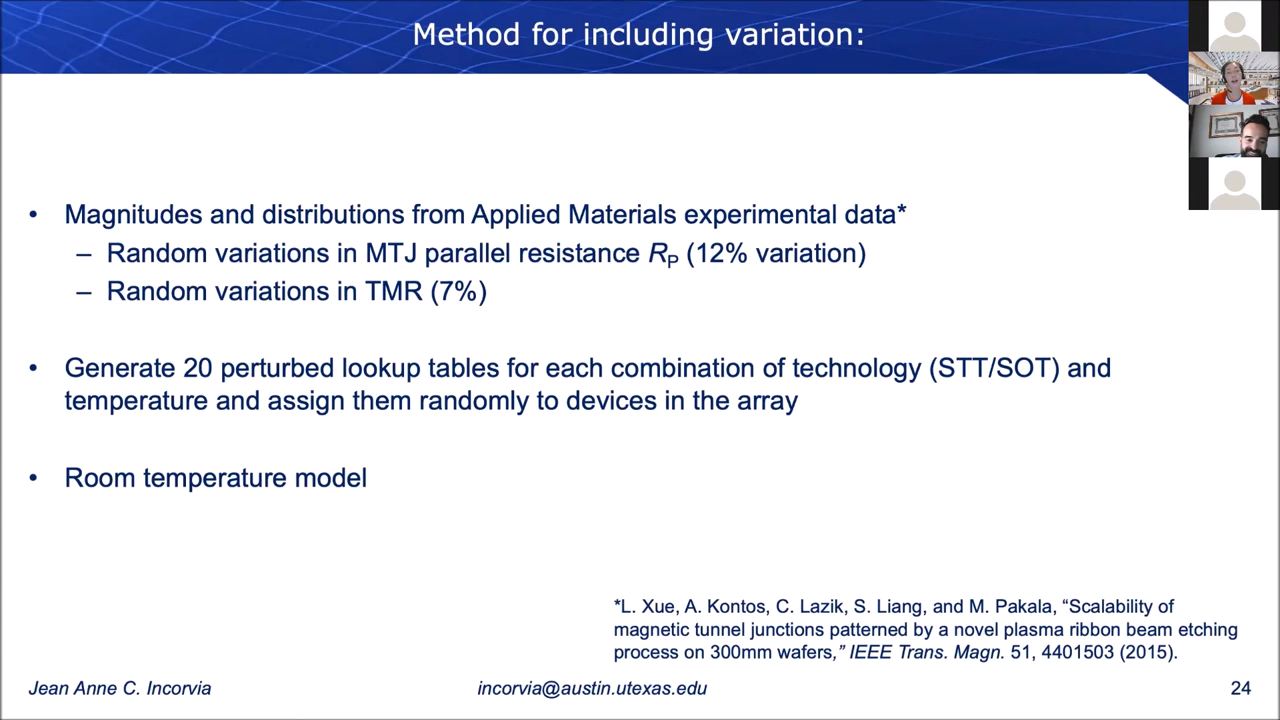 Method for including variation:
• Magnitudes and distributions from Applied Materials experimental data*
– Random variations in MTJ parallel resistance RP (12% variation)
– Random variations in TMR (7%)
• Generate 20 perturbed lookup tables for each combination of technology (STT/SOT) and
temperature and assign them randomly to devices in the array
• Room temperature model
*L. Xue, A. Kontos, C. Lazik, S. Liang, and M. Pakala, “Scalability of
magnetic tunnel junctions patterned by a novel plasma ribbon beam etching
process on 300mm wafers,” IEEE Trans. Magn. 51, 4401503 (2015).
Jean Anne C. Incorvia
incorvia@austin.utexas.edu
24